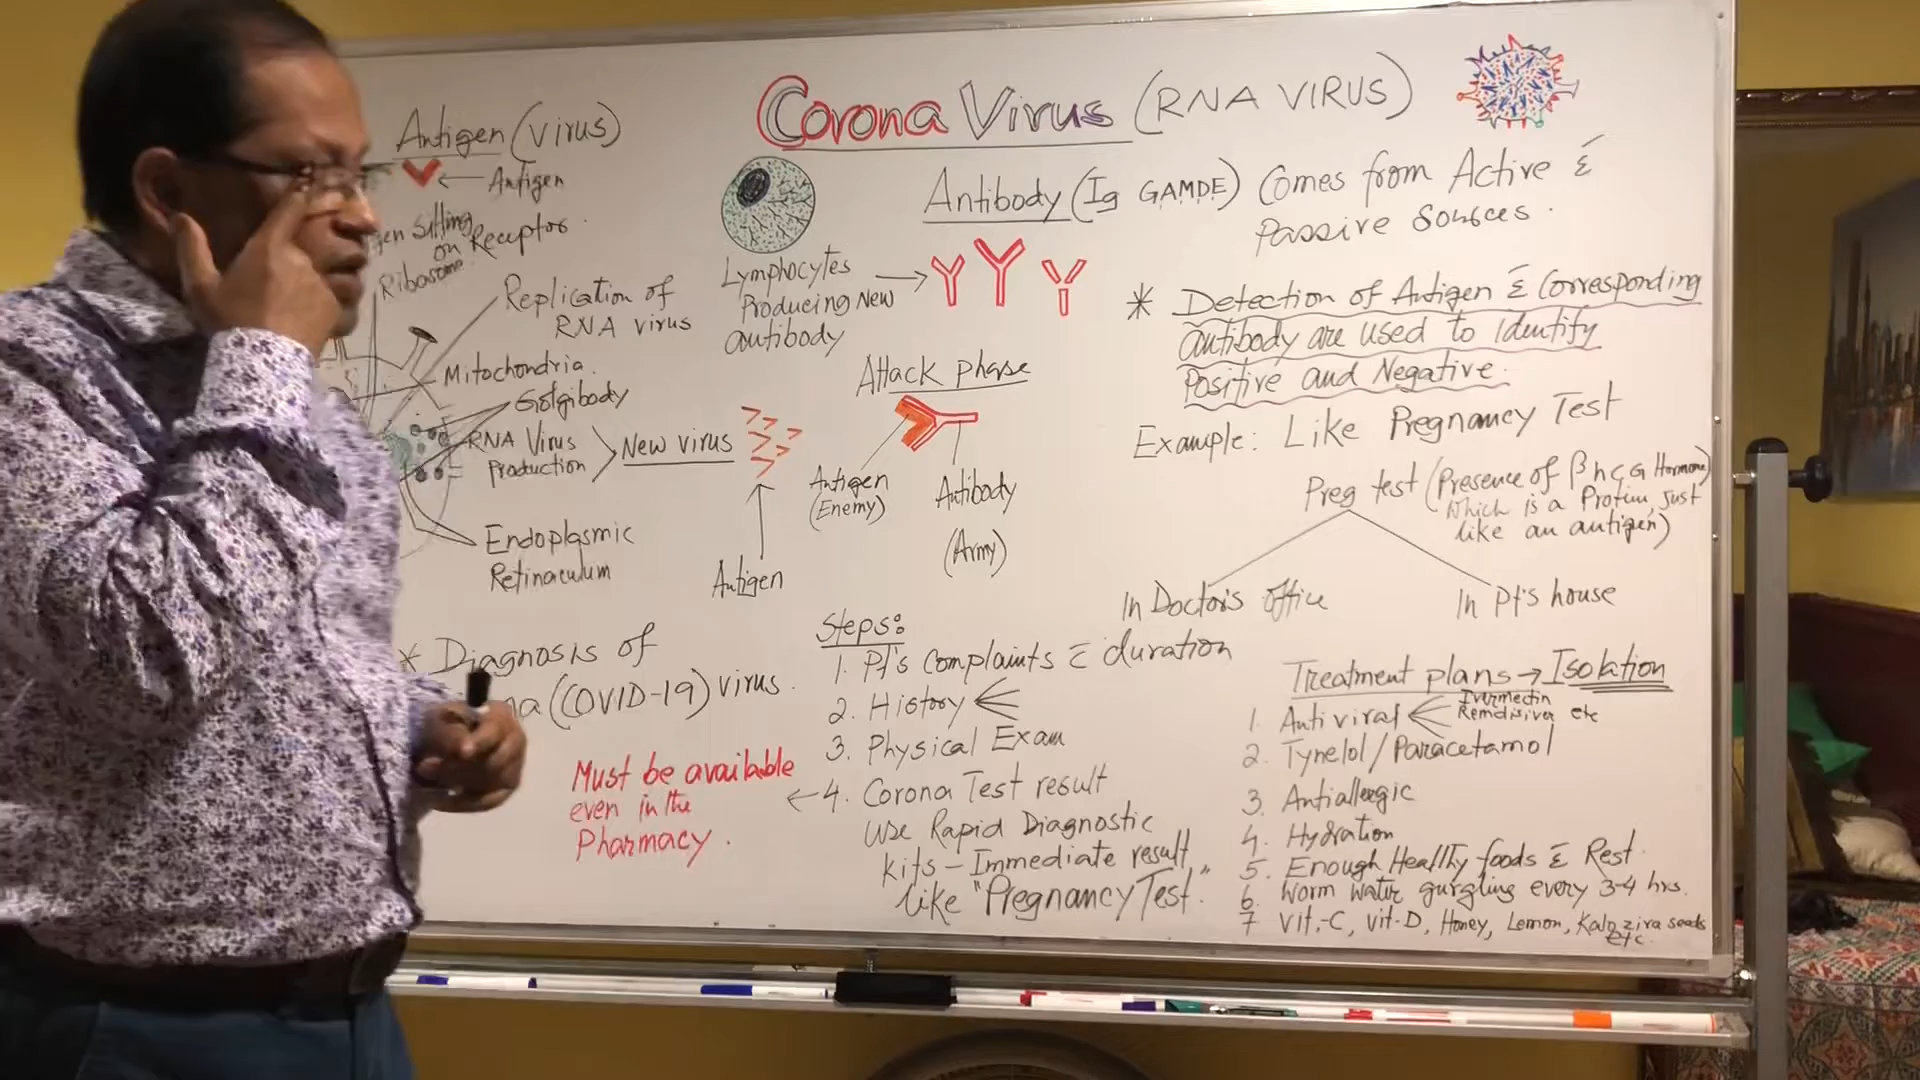 Corona Virus (RNA VIRUS)
Antigen (virus)
Antigen
gen Sitting
on Receptor.
Ribosome.
Replication of
RNA virus
Mitochondria.
Golgibody
RNA Virus
Production
New virus
Endoplasmic
Retinaculum
Lymphocytes
Producing New
antibody
Antibody (Ig GAMDE) Comes from Active &
Passive Sources.
Attack phase
Antigen
(Enemy)
Antibody
(Army)
Antigen
* Detection of Antigen & Corresponding
antibody are used to identify
Positive and Negative.
Example: Like Pregnancy Test
Preg test (Presence of βhCG Hormone)
Which is a Protein just
like an antigen)
In Doctor's office
In Pt's house
* Diagnosis of
na (COVID-19) virus.
Must be available
even in the
Pharmacy.
Steps:
1. Pt's Complaints c̄ duration
2. History
3. Physical Exam
4. Corona Test result
use Rapid Diagnostic
kits - Immediate result
like "Pregnancy Test."
Treatment plans → Isolation
1. Antiviral Ivermectin
Remdisiver etc
2. Tynelol/Paracetamol
3. Antiallergic
4. Hydration
5. Enough Healthy foods & Rest.
6. Worm water gurgling every 3-4 hrs.
7 Vit.-C, Vit-D, Honey, Lemon, seeds
etc.